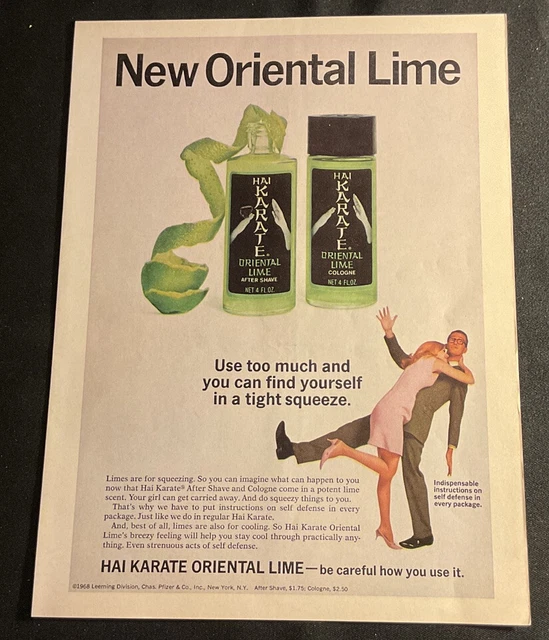 New Oriental Lime
HAI
KARATE®
ORIENTAL
LIME
AFTER SHAVE
NET 4 FL.OZ.
HAI
KARATE®
ORIENTAL
LIME
COLOGNE
NET 4 FL.OZ.
Use too much and
you can find yourself
in a tight squeeze.
Limes are for squeezing. So you can imagine what can happen to you
now that Hai Karate® After Shave and Cologne come in a potent lime
scent. Your girl can get carried away. And do squeezy things to you.
That's why we have to put instructions on self defense in every
package. Just like we do in regular Hai Karate.
And, best of all, limes are also for cooling. So Hai Karate Oriental
Lime's breezy feeling will help you stay cool through practically any-
thing. Even strenuous acts of self defense.
Indispensable
instructions on
self defense in
every package.
HAI KARATE ORIENTAL LIME—be careful how you use it.
©1968 Leeming Division, Chas. Pfizer & Co., Inc., New York, N.Y. After Shave, $1.75; Cologne, $2.50